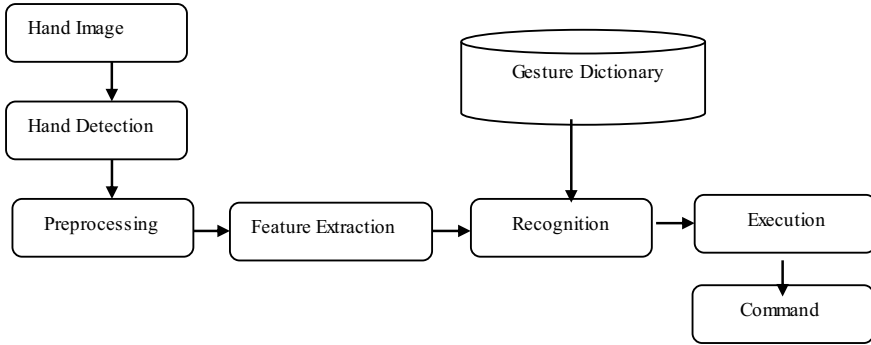 Hand Image
Gesture Dictionary
Hand Detection
Preprocessing
Feature Extraction
Recognition
Execution
Command